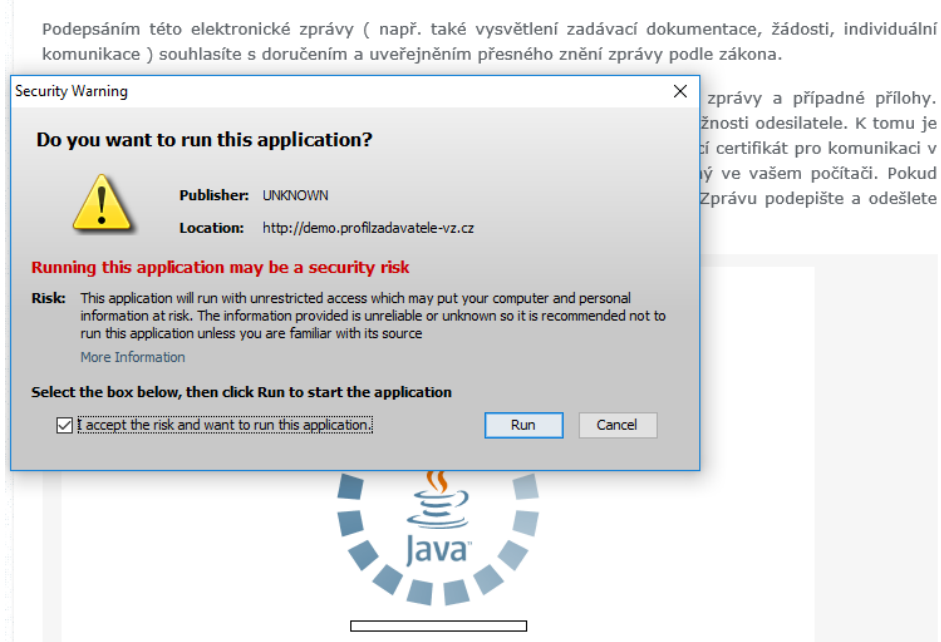 Podepsáním této elektronické zprávy ( např. také vysvětlení zadávací dokumentace, žádosti, individuální
komunikace ) souhlasíte s doručením a uveřejněním přesného znění zprávy podle zákona.
Security Warning
zprávy a případné přílohy.
Do you want to run this application?
žnosti odesilatele. K tomu je
cí certifikát pro komunikaci v
ný ve vašem počítači. Pokud
Publisher: UNKNOWN
Zprávu podepište a odešlete
Location: http://demo.profilzadavatele-vz.cz
Running this application may be a security risk
Risk: This application will run with unrestricted access which may put your computer and personal
information at risk. The information provided is unreliable or unknown so it is recommended not to
run this application unless you are familiar with its source
More Information
Select the box below, then click Run to start the application
I accept the risk and want to run this application.
Run
Cancel
Java